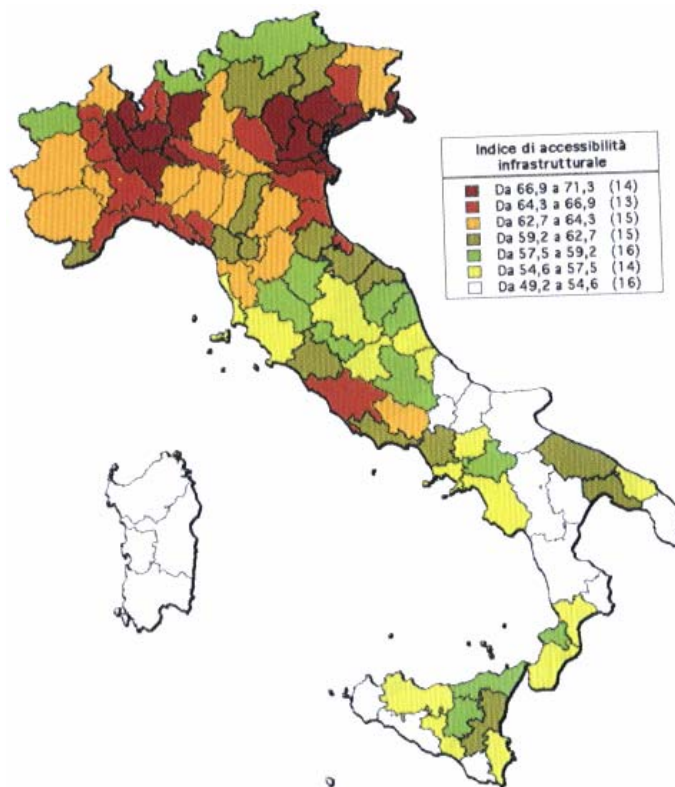 Indice di accessibilità
infrastrutturale
Da 66,9 a 71,3 (14)
Da 64,3 a 66,9 (13)
Da 62,7 a 64,3 (15)
Da 59,2 a 62,7 (15)
Da 57,5 a 59,2 (16)
Da 54,6 a 57,5 (14)
Da 49,2 a 54,6 (16)